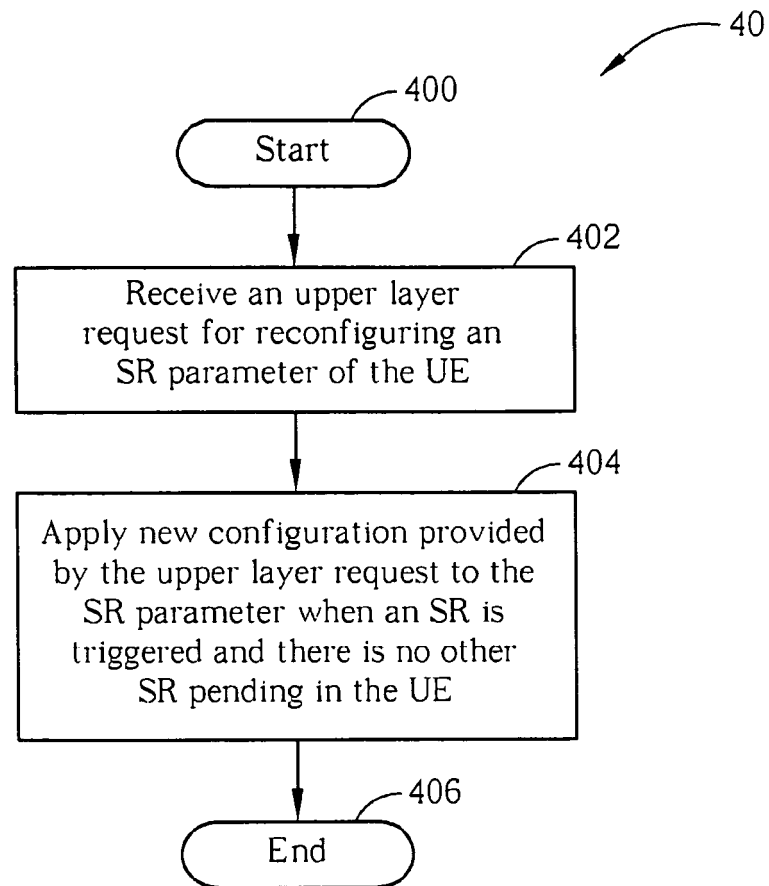 40
400
Start
402
Receive an upper layer
request for reconfiguring an
SR parameter of the UE
404
Apply new configuration provided
by the upper layer request to the
SR parameter when an SR is
triggered and there is no other
SR pending in the UE
406
End